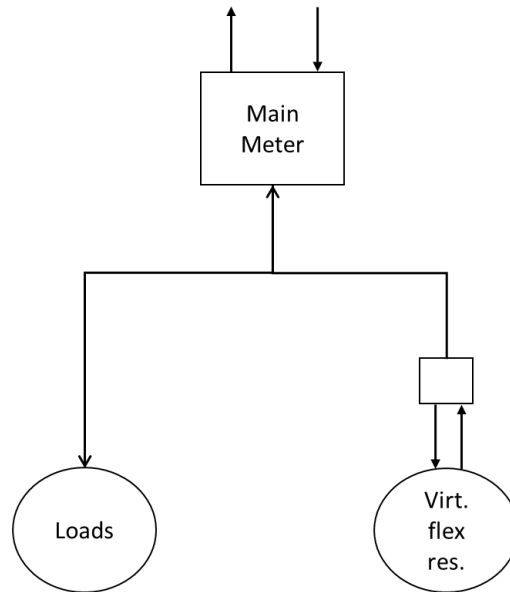 Main
Meter
Loads
Virt.
flex
res.